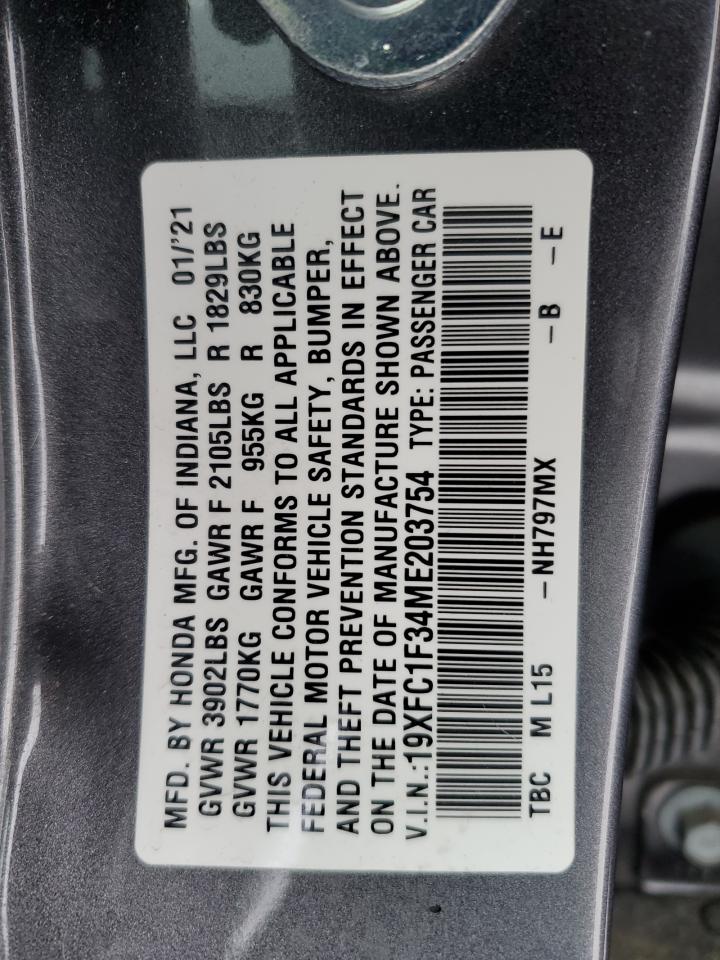 MFD. BY HONDA MFG. OF INDIANA, LLC 01/'21
GVWR 3902LBS GAWR F 2105LBS R 1829LBS
GVWR 1770KG GAWR F 955KG R 830KG
THIS VEHICLE CONFORMS TO ALL APPLICABLE
FEDERAL MOTOR VEHICLE SAFETY, BUMPER,
AND THEFT PREVENTION STANDARDS IN EFFECT
ON THE DATE OF MANUFACTURE SHOWN ABOVE.
V.I.N.:19XFC1F34ME203754 TYPE: PASSENGER CAR
TBC M L15 -NH797MX -B -E